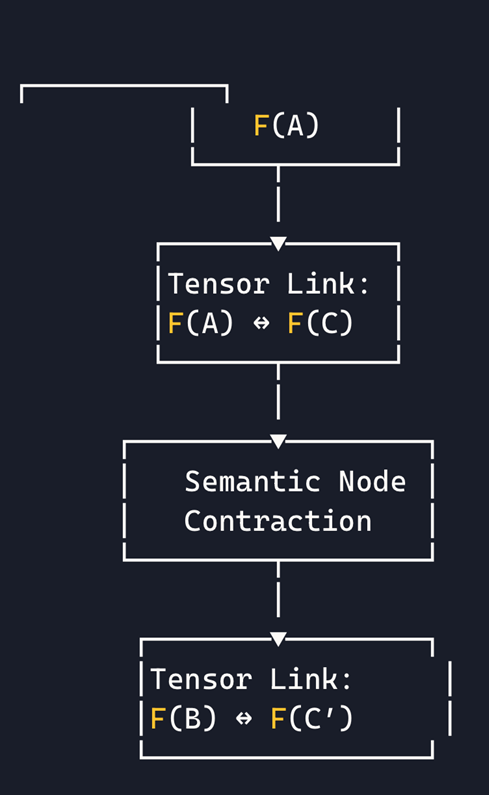 F(A)
Tensor Link:
F(A) ⇔ F(C)
Semantic Node
Contraction
Tensor Link:
F(B) ⇔ F(C′)